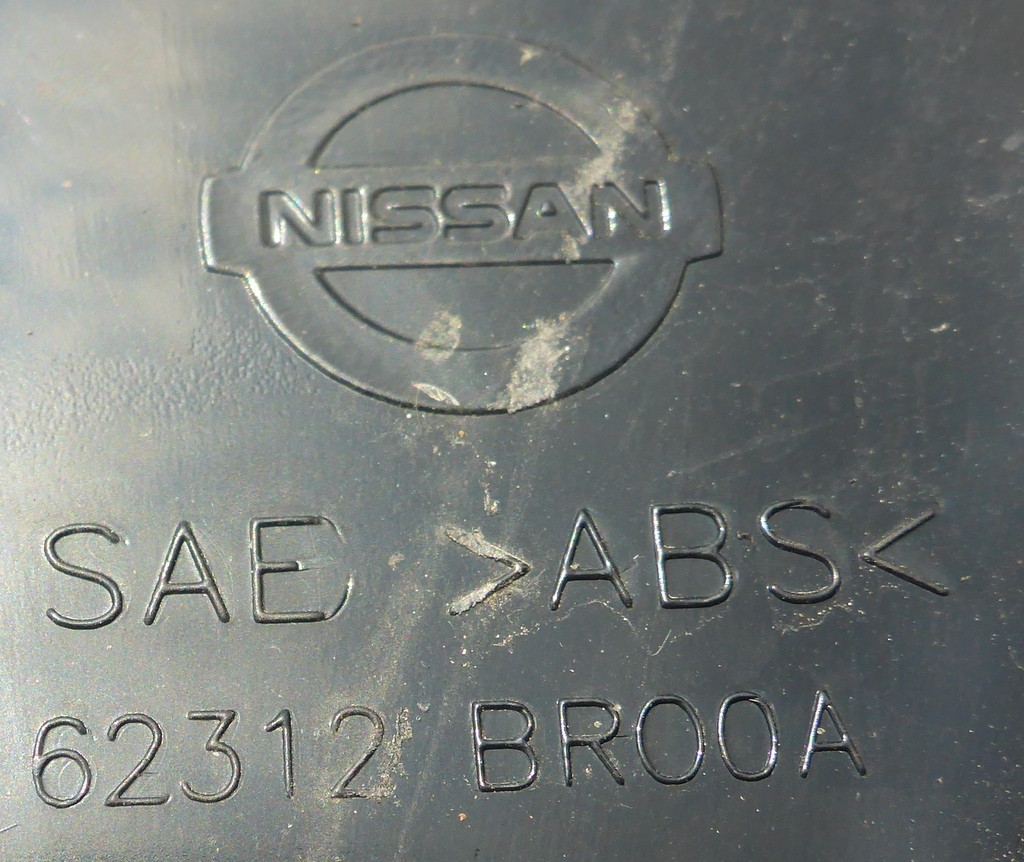 NISSAN
SAE >ABS<
62312 BR00A